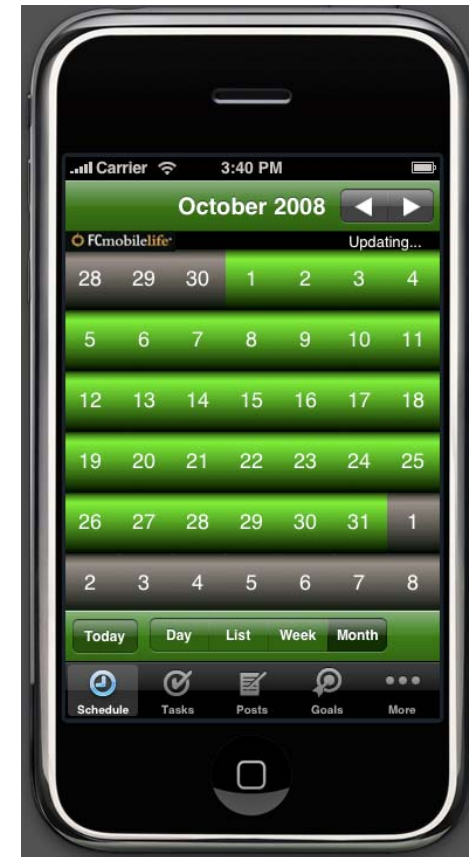 Carrier 3:40 PM
October 2008
FCmobilelife Updating...
28 29 30 1 2 3 4
5 6 7 8 9 10 11
12 13 14 15 16 17 18
19 20 21 22 23 24 25
26 27 28 29 30 31 1
2 3 4 5 6 7 8
Today Day List Week Month
Schedule Tasks Posts Goals More